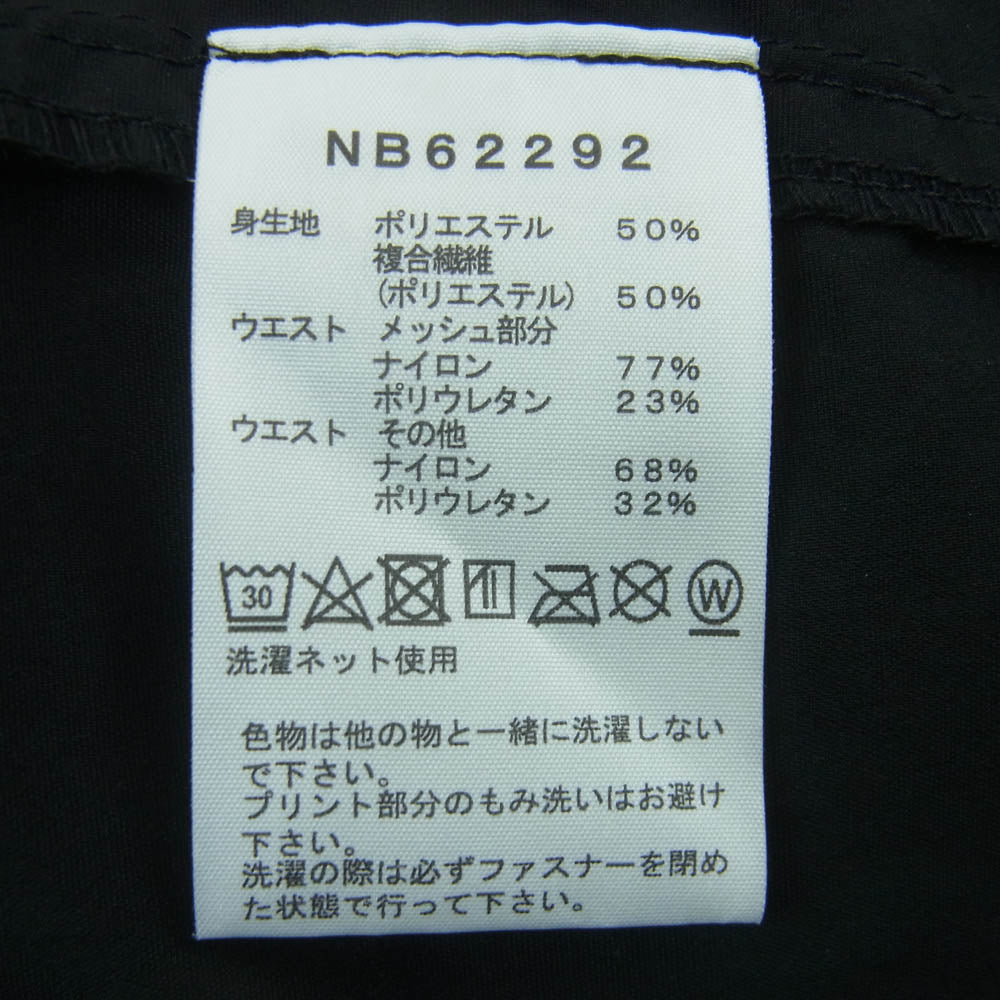 NB62292
身生地 ポリエステル 50%
複合繊維
(ポリエステル) 50%
ウエスト メッシュ部分
ナイロン 77%
ポリウレタン 23%
ウエスト その他
ナイロン 68%
ポリウレタン 32%
30 W
洗濯ネット使用
色物は他の物と一緒に洗濯しない
で下さい。
プリント部分のもみ洗いはお避け
下さい。
洗濯の際は必ずファスナーを閉め
た状態で行って下さい。